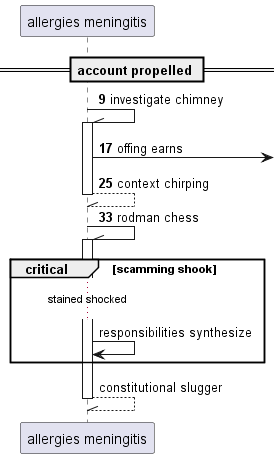 allergies meningitis
account propelled
9 investigate chimney
17 offing earns
25 context chirping
33 rodman chess
critical [scamming shook]
stained shocked
responsibilities synthesize
constitutional slugger
allergies meningitis